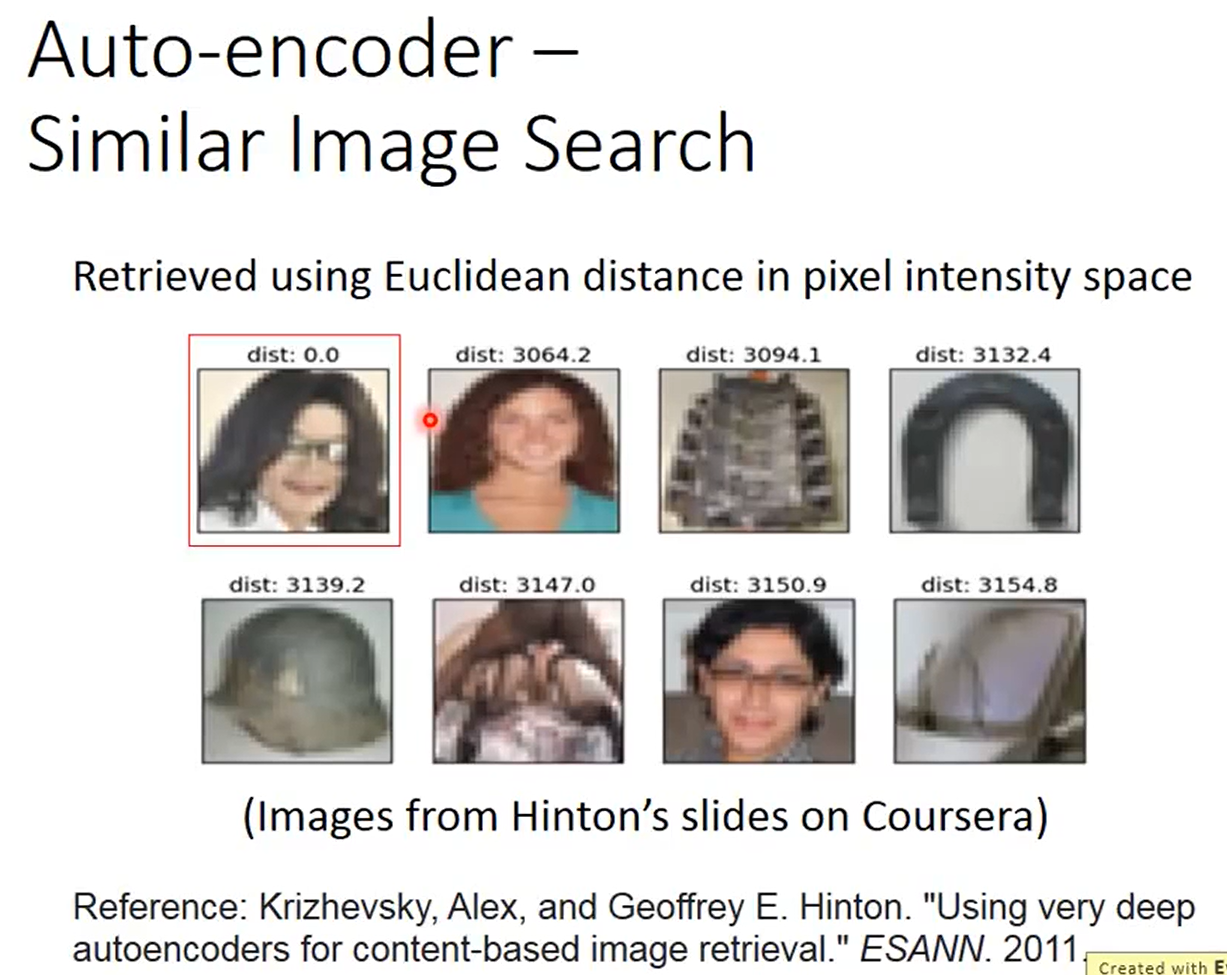 Auto-encoder –
Similar Image Search
Retrieved using Euclidean distance in pixel intensity space
dist: 0.0 dist: 3064.2 dist: 3094.1 dist: 3132.4
dist: 3139.2 dist: 3147.0 dist: 3150.9 dist: 3154.8
(Images from Hinton’s slides on Coursera)
Reference: Krizhevsky, Alex, and Geoffrey E. Hinton. "Using very deep
autoencoders for content-based image retrieval." ESANN. 2011.
Created with